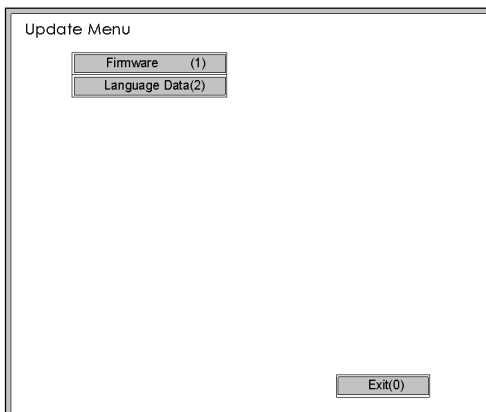 Update Menu
Firmware (1)
Language Data(2)
Exit(0)